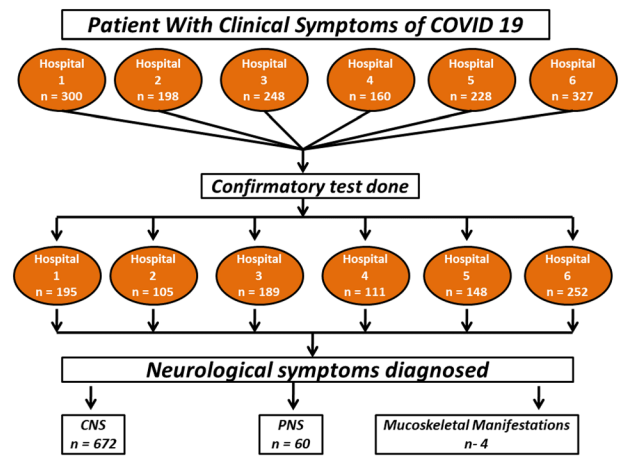 Patient With Clinical Symptoms of COVID 19
Hospital
1
n = 300
Hospital
2
n = 198
Hospital
3
n = 248
Hospital
4
n = 160
Hospital
5
n = 228
Hospital
6
n = 327
Confirmatory test done
Hospital
1
n = 195
Hospital
2
n = 105
Hospital
3
n = 189
Hospital
4
n = 111
Hospital
5
n = 148
Hospital
6
n = 252
Neurological symptoms diagnosed
CNS
n = 672
PNS
n = 60
Mucoskeletal Manifestations
n- 4